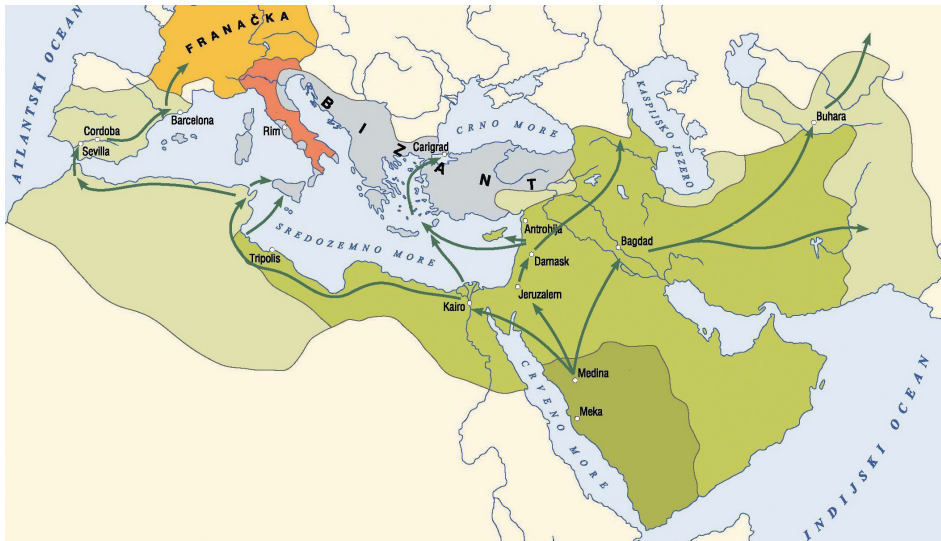 ATLANTSKI OCEAN
FRANAČKA
Barcelona
Cordoba
Sevilla
Rim
BIZANT
Carigrad
CRNO MORE
KASPIJSKO JEZERO
Buhara
SREDOZEMNO MORE
Tripolis
Antrohija
Damask
Bagdad
Jeruzalem
Kairo
Medina
Meka
CRVENO MORE
INDIJSKI OCEAN